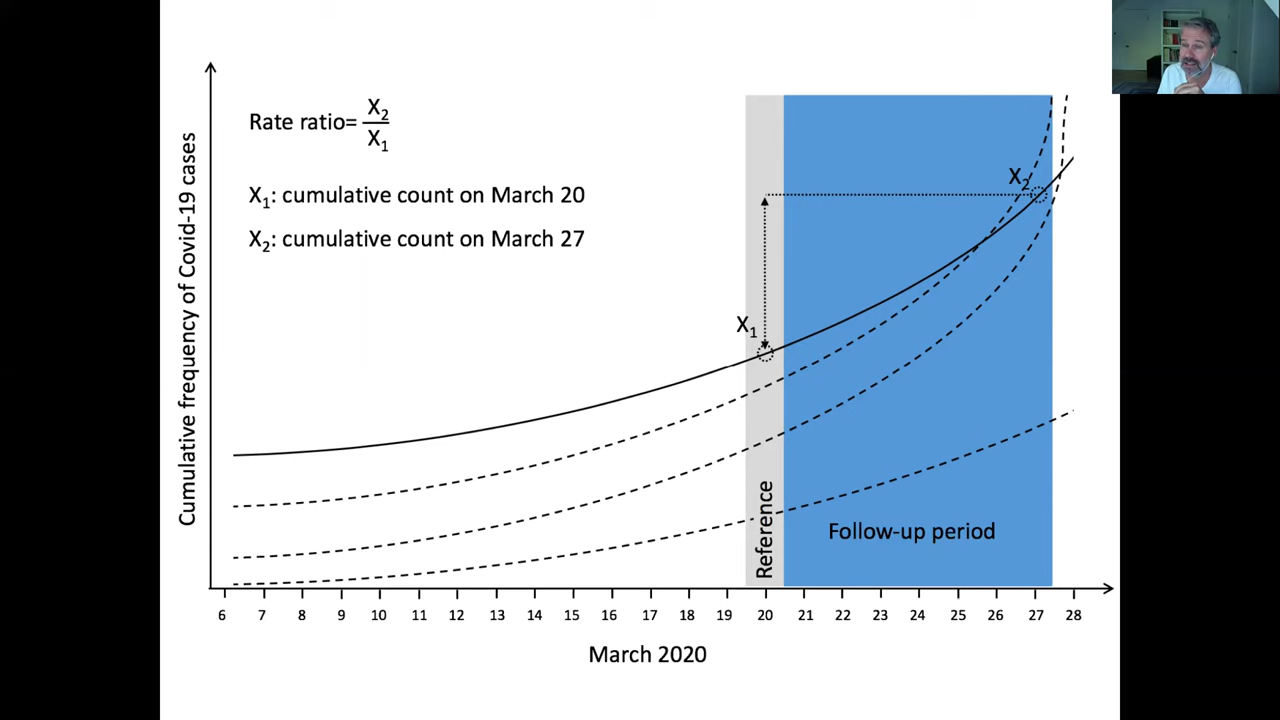 Rate ratio= X₂
X₁
X₁: cumulative count on March 20
X₂: cumulative count on March 27
Cumulative frequency of Covid-19 cases
X₂
X₁
Reference
Follow-up period
6 7 8 9 10 11 12 13 14 15 16 17 18 19 20 21 22 23 24 25 26 27 28
March 2020